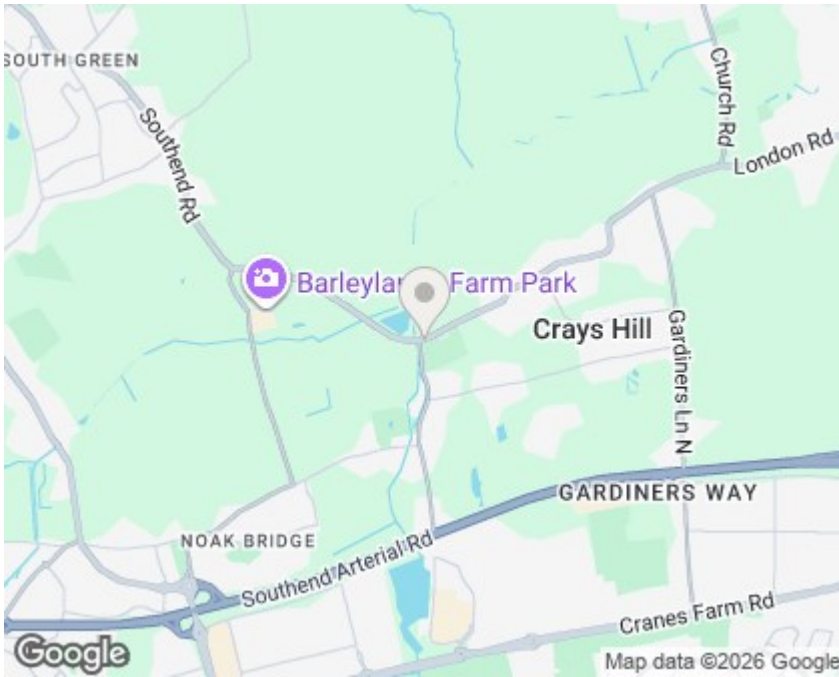 SOUTH GREEN
Church Rd
London Rd
Southend Rd
Farm Park
Crays Hill
Gardiners Ln N
GARDINERS WAY
NOAK BRIDGE
Southend Arterial Rd
Cranes Farm Rd
Google
Map data ©2026 Google